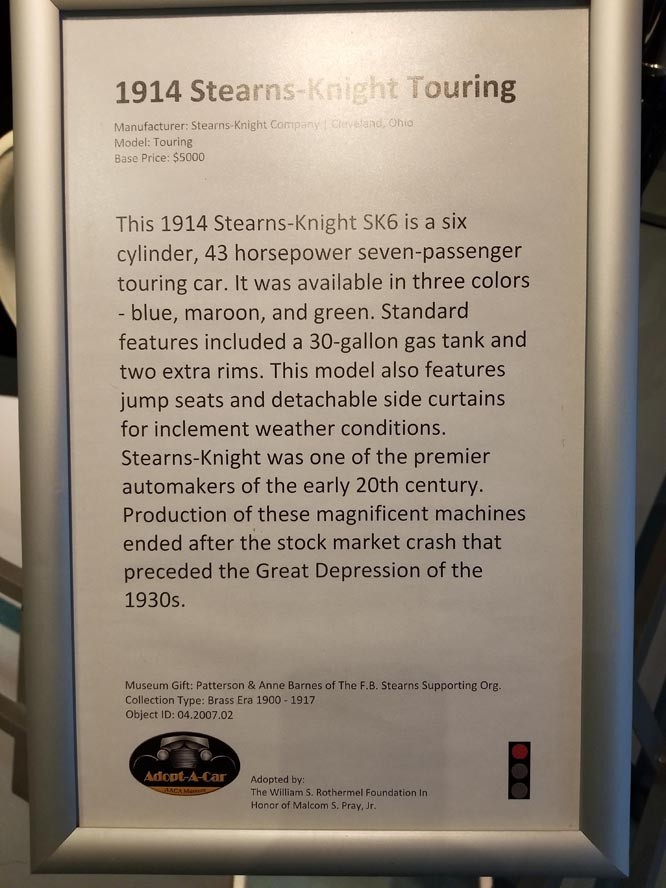 1914 Stearns-Knight Touring
Manufacturer: Stearns-Knight Company | Cleveland, Ohio
Model: Touring
Base Price: $5000
This 1914 Stearns-Knight SK6 is a six
cylinder, 43 horsepower seven-passenger
touring car. It was available in three colors
- blue, maroon, and green. Standard
features included a 30-gallon gas tank and
two extra rims. This model also features
jump seats and detachable side curtains
for inclement weather conditions.
Stearns-Knight was one of the premier
automakers of the early 20th century.
Production of these magnificent machines
ended after the stock market crash that
preceded the Great Depression of the
1930s.
Museum Gift: Patterson & Anne Barnes of The F.B. Stearns Supporting Org.
Collection Type: Brass Era 1900 - 1917
Object ID: 04.2007.02
Adopt-A-Car
AACA Museum
Adopted by:
The William S. Rothermel Foundation In
Honor of Malcom S. Pray, Jr.